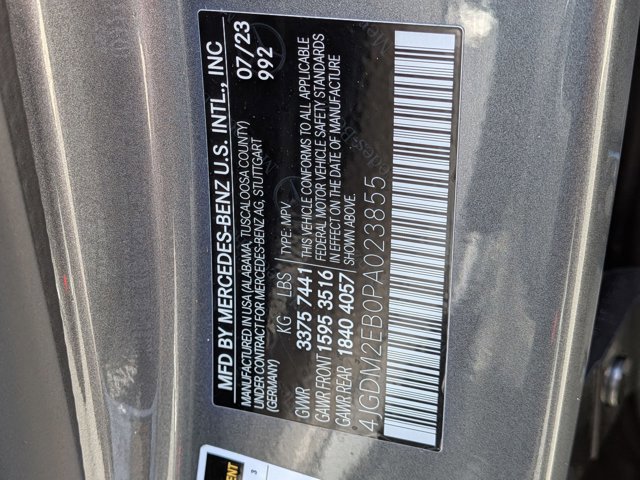 MFD BY MERCEDES-BENZ U.S. INTL., INC
MANUFACTURED IN USA (ALABAMA, TUSCALOOSA COUNTY)
UNDER CONTRACT FOR MERCEDES-BENZ AG, STUTTGART
(GERMANY)
07/23
992
KG LBS TYPE: MPV
GVWR 3375 7441
GAWR FRONT 1595 3516
GAWR REAR 1840 4057
THIS VEHICLE CONFORMS TO ALL APPLICABLE
FEDERAL MOTOR VEHICLE SAFETY STANDARDS
IN EFFECT ON THE DATE OF MANUFACTURE
SHOWN ABOVE.
4JGDM2EB0PA023855
3